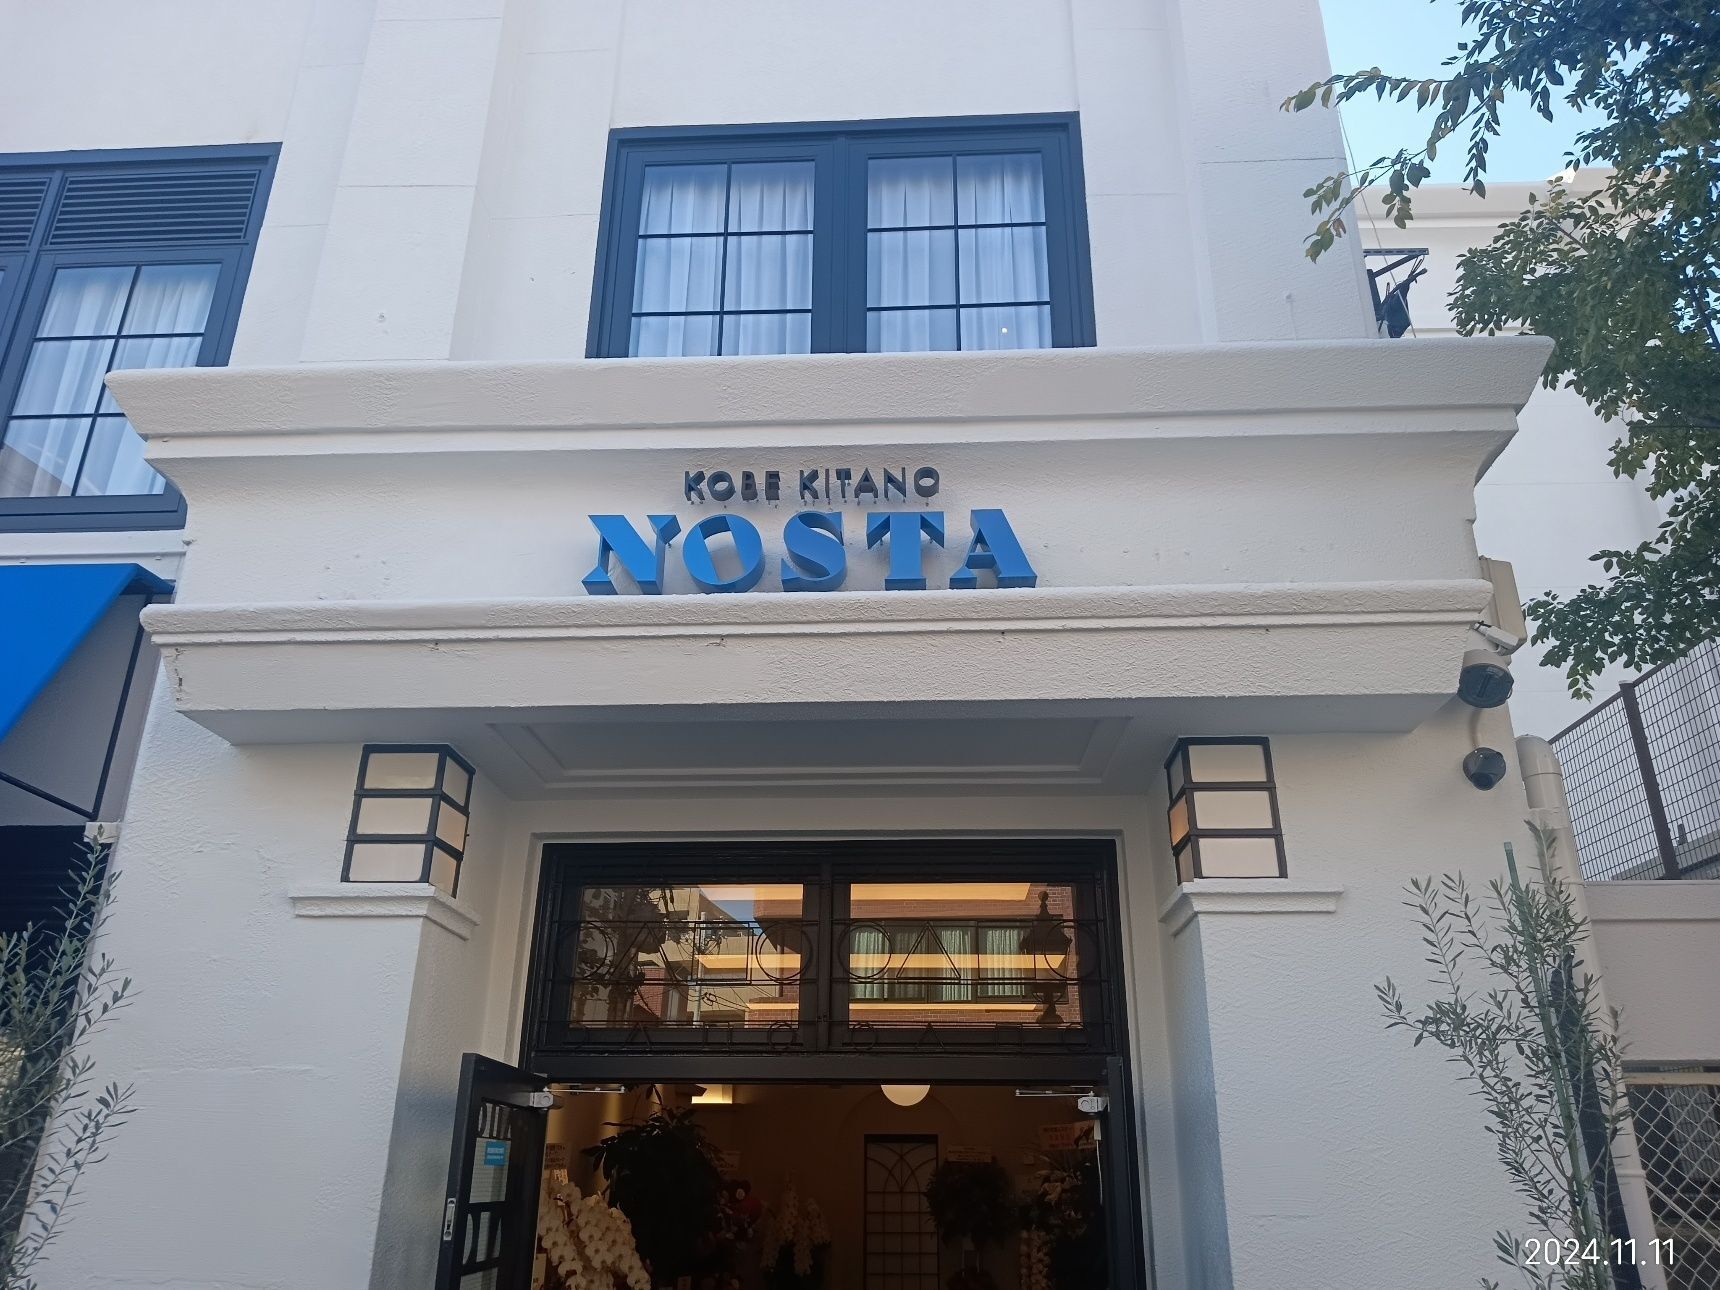 KOBE KITANO
NOSTA
2024.11.11